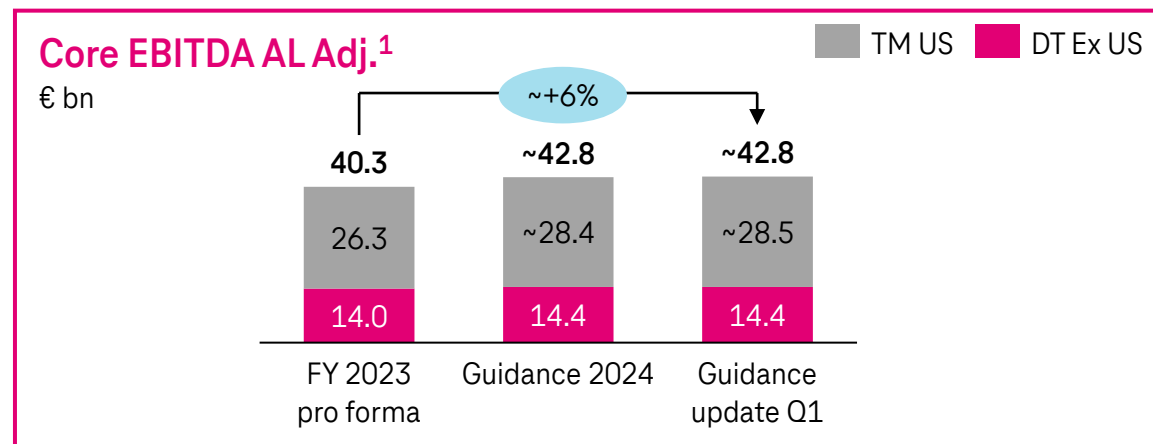 Core EBITDA AL Adj.1
€ bn
TM US
DT Ex US
~+6%
40.3
~42.8
~42.8
26.3
~28.4
~28.5
14.0
14.4
14.4
FY 2023
pro forma
Guidance 2024
Guidance
update Q1